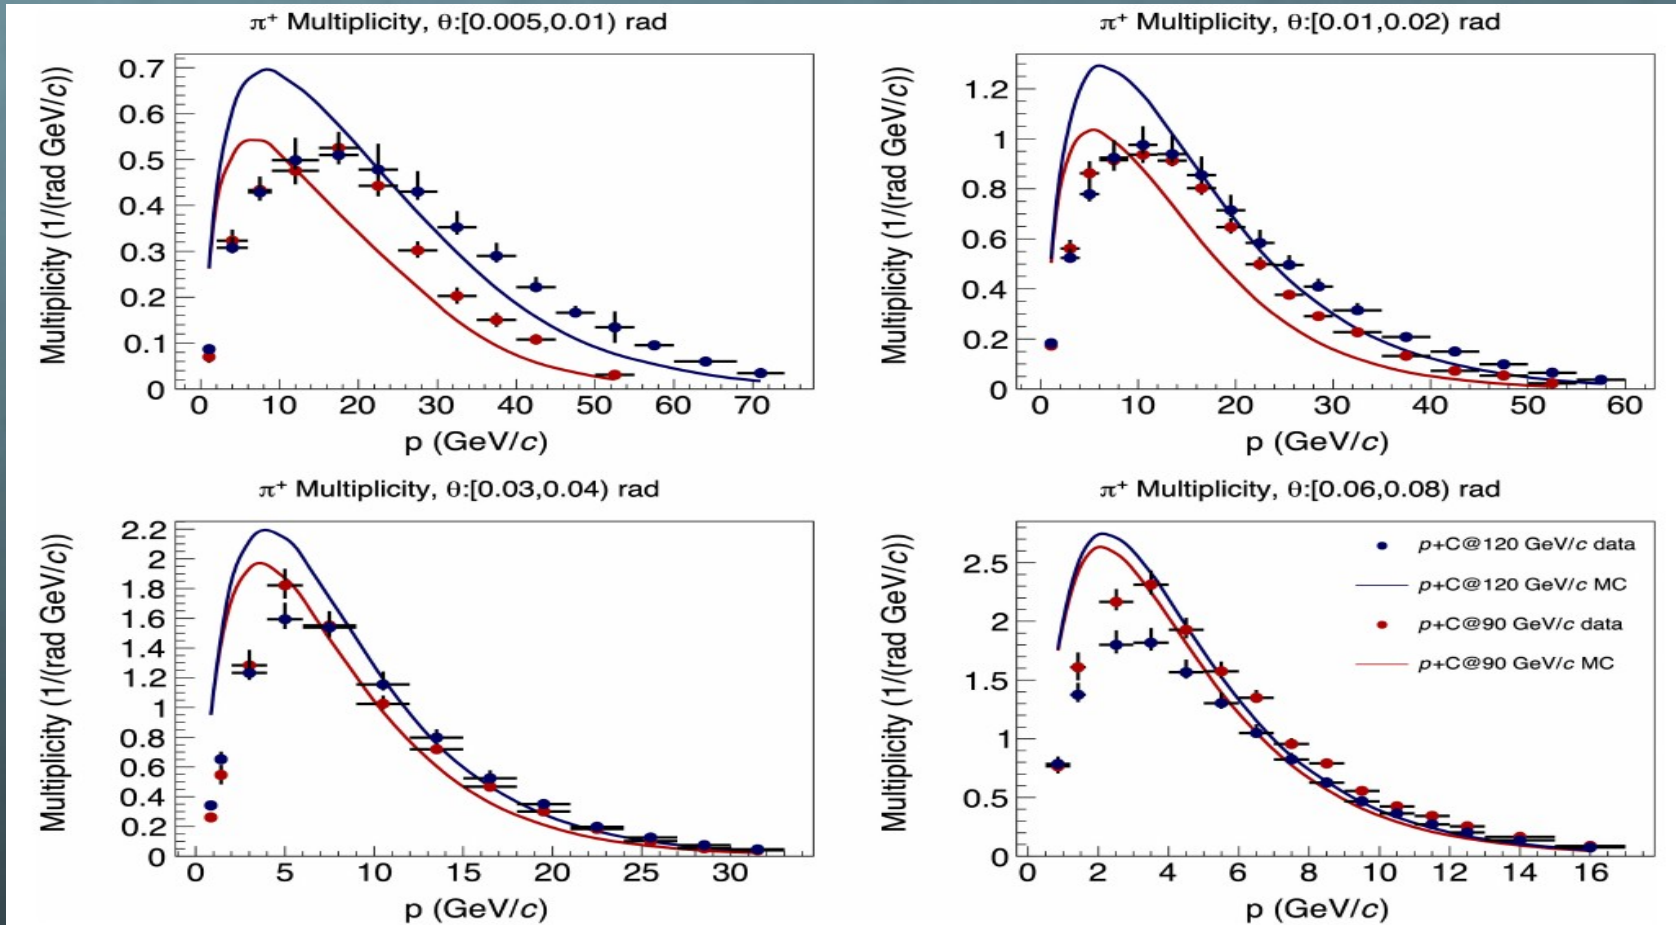 π⁺ Multiplicity, θ:[0.005,0.01) rad
Multiplicity (1/(rad GeV/c))
0.7
0.6
0.5
0.4
0.3
0.2
0.1
0
0 10 20 30 40 50 60 70
p (GeV/c)
π⁺ Multiplicity, θ:[0.01,0.02) rad
Multiplicity (1/(rad GeV/c))
1.2
1
0.8
0.6
0.4
0.2
0
0 10 20 30 40 50 60
p (GeV/c)
π⁺ Multiplicity, θ:[0.03,0.04) rad
Multiplicity (1/(rad GeV/c))
2.2
2
1.8
1.6
1.4
1.2
1
0.8
0.6
0.4
0.2
0
0 5 10 15 20 25 30
p (GeV/c)
π⁺ Multiplicity, θ:[0.06,0.08) rad
Multiplicity (1/(rad GeV/c))
2.5
2
1.5
1
0.5
0
0 2 4 6 8 10 12 14 16
p (GeV/c)
p+C@120 GeV/c data
p+C@120 GeV/c MC
p+C@90 GeV/c data
p+C@90 GeV/c MC